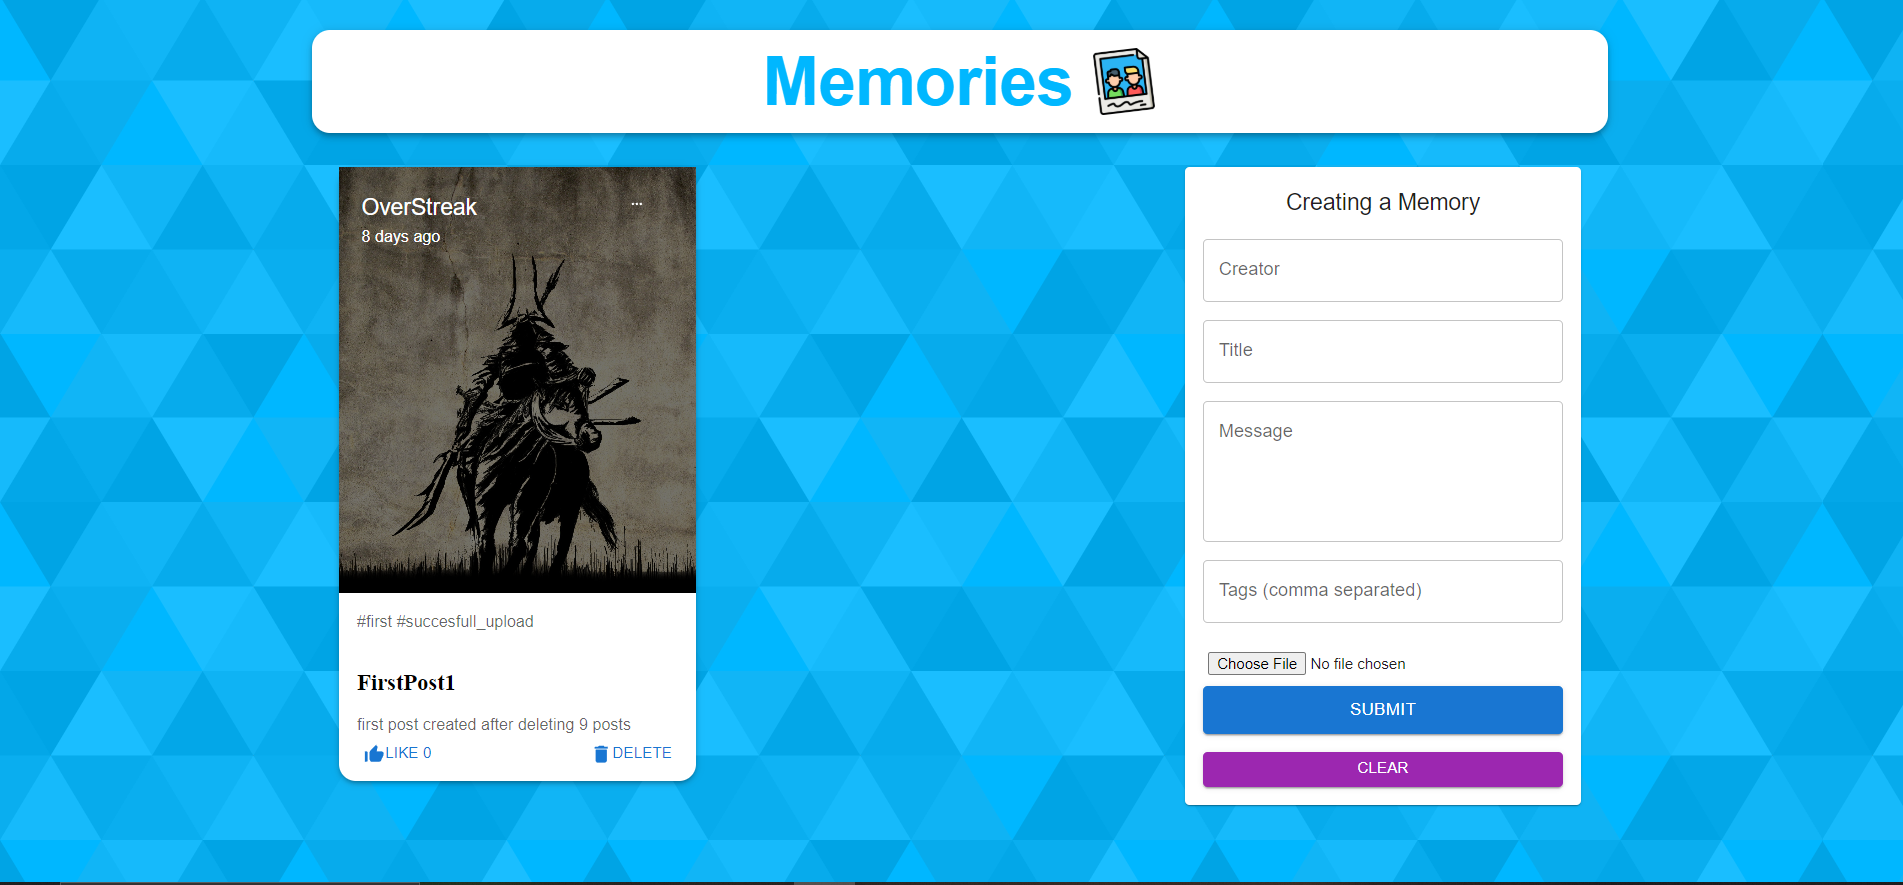 Memories
OverStreak
...
8 days ago
#first #succesfull_upload
FirstPost1
first post created after deleting 9 posts
LIKE 0
DELETE
Creating a Memory
Creator
Title
Message
Tags (comma separated)
Choose File No file chosen
SUBMIT
CLEAR